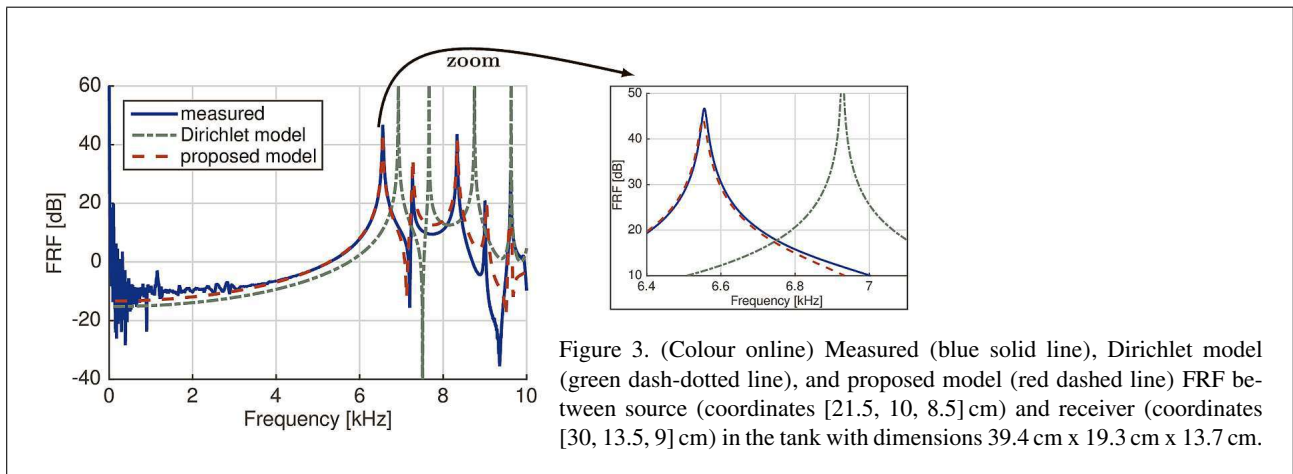 zoom
60
40
20
0
-20
-40
FRF [dB]
measured
Dirichlet model
proposed model
0 2 4 6 8 10
Frequency [kHz]
50
40
30
20
10
FRF [dB]
6.4 6.6 6.8 7
Frequency [kHz]
Figure 3. (Colour online) Measured (blue solid line), Dirichlet model
(green dash-dotted line), and proposed model (red dashed line) FRF be-
tween source (coordinates [21.5, 10, 8.5] cm) and receiver (coordinates
[30, 13.5, 9] cm) in the tank with dimensions 39.4 cm x 19.3 cm x 13.7 cm.